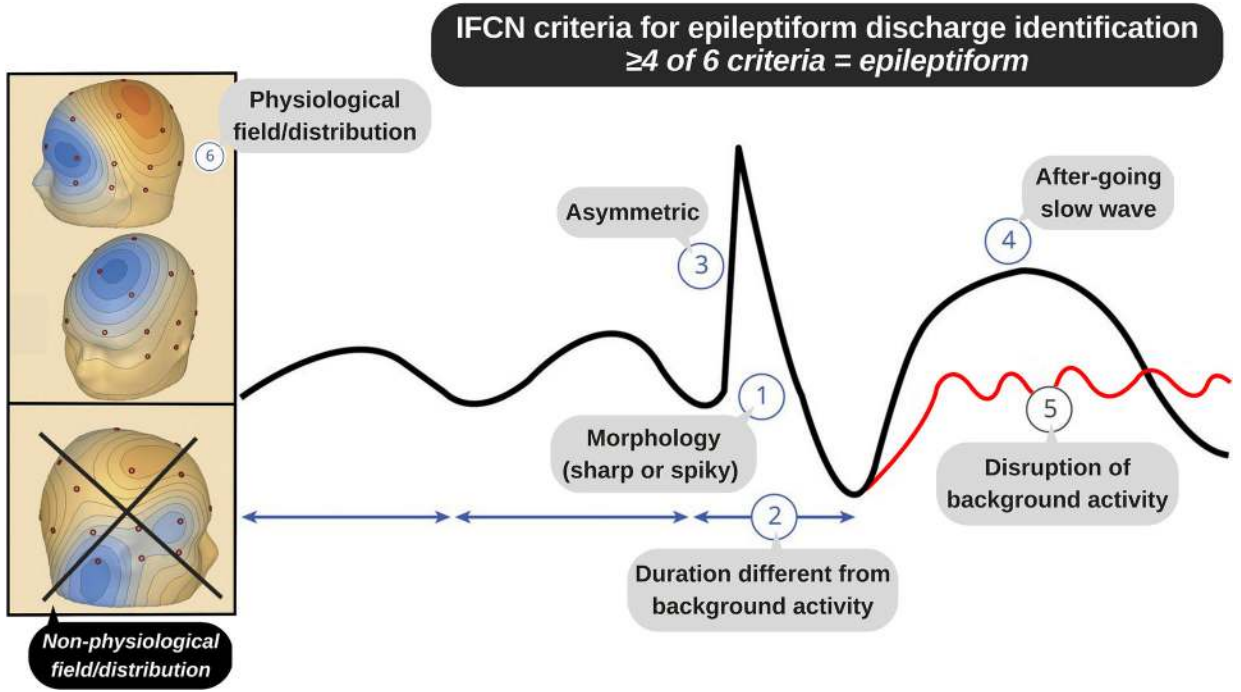 IFCN criteria for epileptiform discharge identification
≥4 of 6 criteria = epileptiform
Physiological
field/distribution
6
Asymmetric
3
After-going
slow wave
4
1
Morphology
(sharp or spiky)
5
Disruption of
background activity
2
Duration different from
background activity
Non-physiological
field/distribution